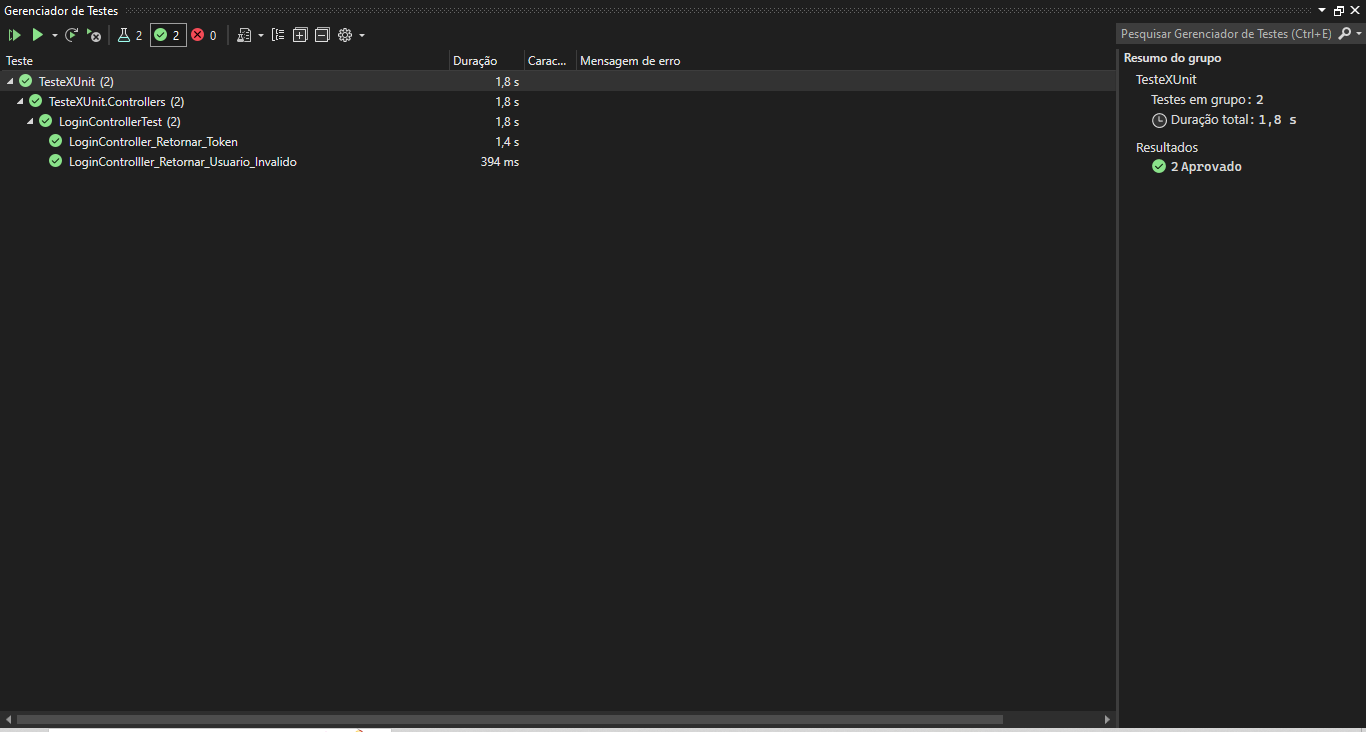 Gerenciador de Testes
2 2 0
Pesquisar Gerenciador de Testes (Ctrl+E)
Teste Duração Carac... Mensagem de erro
TesteXUnit (2) 1,8 s
TesteXUnit.Controllers (2) 1,8 s
LoginControllerTest (2) 1,8 s
LoginController_Retornar_Token 1,4 s
LoginControlller_Retornar_Usuario_Invalido 394 ms
Resumo do grupo
TesteXUnit
Testes em grupo: 2
Duração total: 1,8 s
Resultados
2 Aprovado